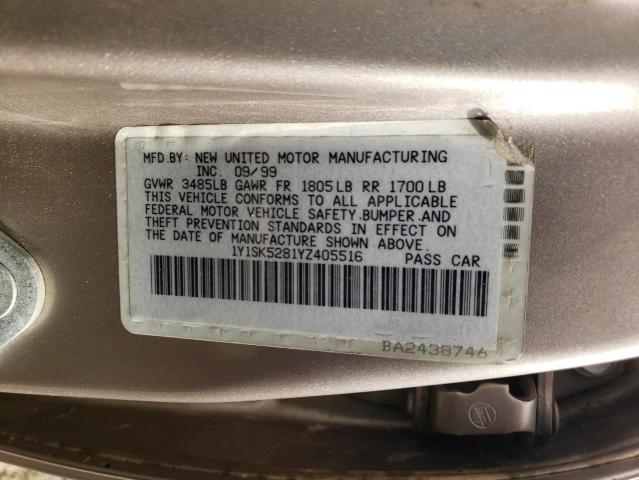 MFD.BY: NEW UNITED MOTOR MANUFACTURING
INC. 09/99
GVWR 3485LB GAWR FR 1805LB RR 1700LB
THIS VEHICLE CONFORMS TO ALL APPLICABLE
FEDERAL MOTOR VEHICLE SAFETY,BUMPER,AND
THEFT PREVENTION STANDARDS IN EFFECT ON
THE DATE OF MANUFACTURE SHOWN ABOVE.
1Y1SK5281YZ405516 PASS CAR
BA2438746